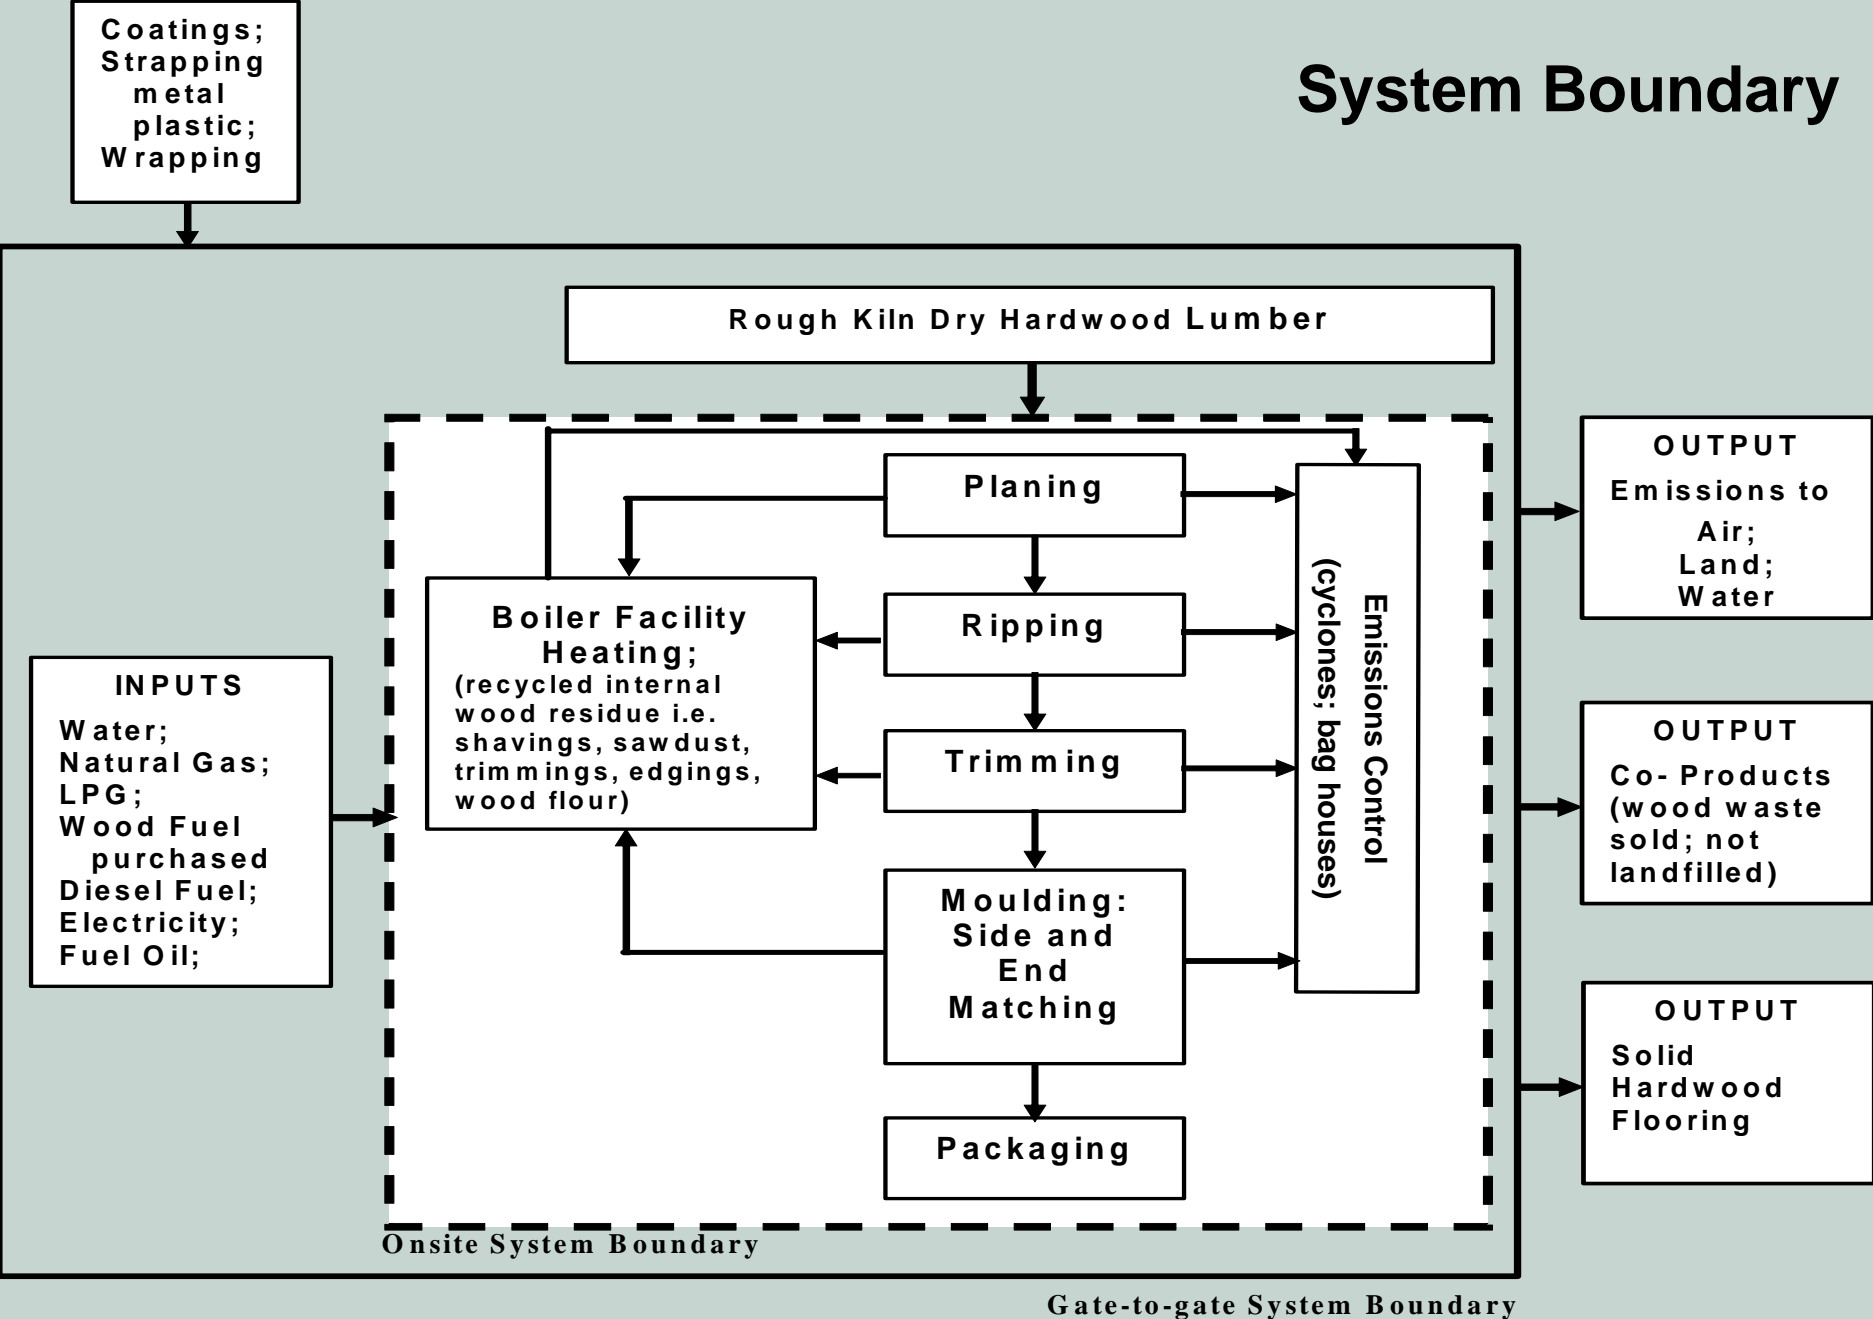 Coatings;
Strapping
metal
plastic;
Wrapping
System Boundary
Rough Kiln Dry Hardwood Lumber
Planing
Ripping
Trimming
Moulding:
Side and
End
Matching
Packaging
Boiler Facility
Heating;
(recycled internal
wood residue i.e.
shavings, sawdust,
trimmings, edgings,
wood flour)
Emissions Control
(cyclones; bag houses)
INPUTS
Water;
Natural Gas;
LPG;
Wood Fuel
purchased
Diesel Fuel;
Electricity;
Fuel Oil;
OUTPUT
Emissions to
Air;
Land;
Water
OUTPUT
Co- Products
(wood waste
sold; not
landfilled)
OUTPUT
Solid
Hardwood
Flooring
Onsite System Boundary
Gate-to-gate System Boundary